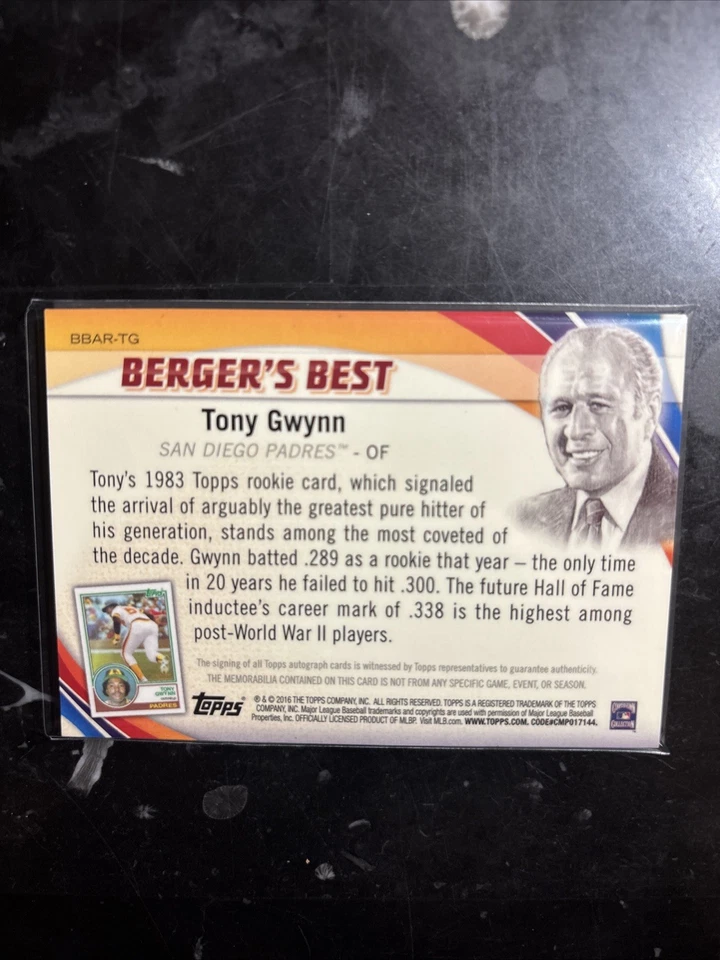 BBAR-TG
BERGER'S BEST
Tony Gwynn
SAN DIEGO PADRES™ - OF
Tony's 1983 Topps rookie card, which signaled
the arrival of arguably the greatest pure hitter of
his generation, stands among the most coveted of
the decade. Gwynn batted .289 as a rookie that year – the only time
in 20 years he failed to hit .300. The future Hall of Fame
inductee's career mark of .338 is the highest among
post-World War II players.
The signing of all Topps autograph cards is witnessed by Topps representatives to guarantee authenticity.
THE MEMORABILIA CONTAINED ON THIS CARD IS NOT FROM ANY SPECIFIC GAME, EVENT, OR SEASON.
Topps
TONY
GWYNN
PADRES
Topps
® & © 2016 THE TOPPS COMPANY, INC. ALL RIGHTS RESERVED. TOPPS IS A REGISTERED TRADEMARK OF THE TOPPS
COMPANY, INC. Major League Baseball trademarks and copyrights are used with permission of Major League Baseball
Properties, Inc. OFFICIALLY LICENSED PRODUCT OF MLBP. Visit MLB.com. WWW.TOPPS.COM. CODE#CMP017144.